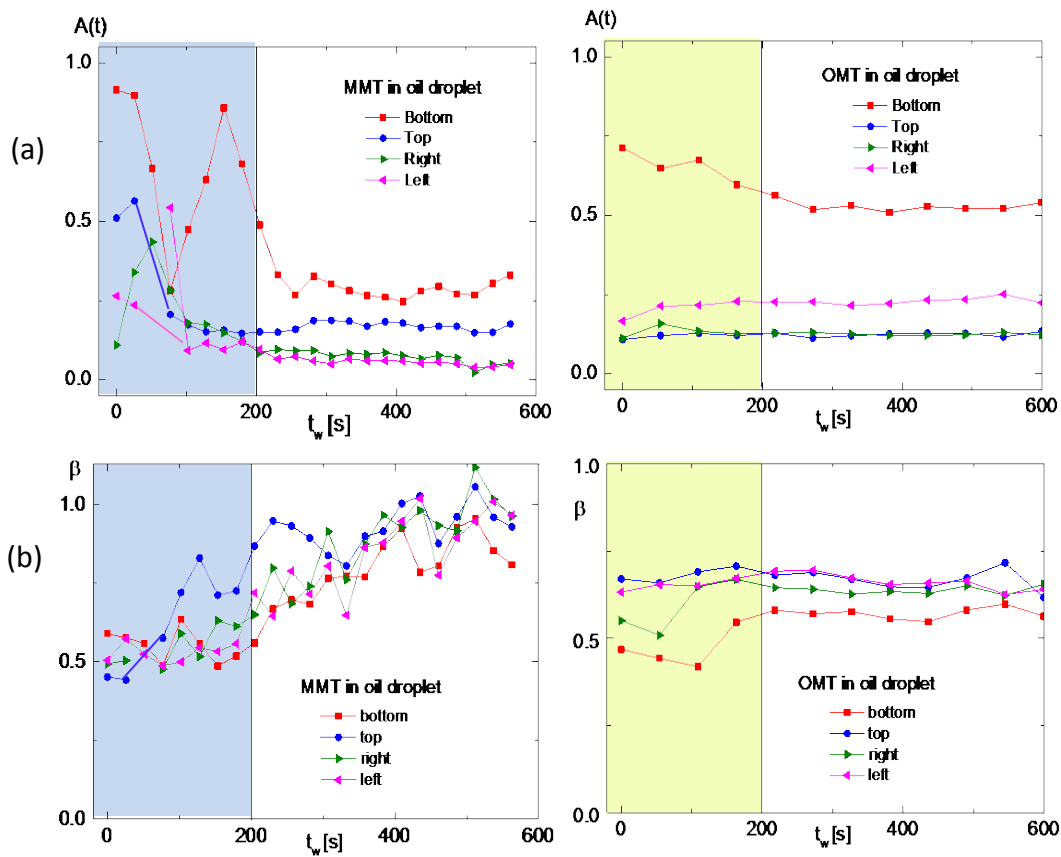 A(t)
1.0
0.5
0.0
MMT in oil droplet
Bottom
Top
Right
Left
0
200
400
600
t_w [s]
A(t)
1.0
0.5
0.0
OMT in oil droplet
Bottom
Top
Right
Left
0
200
400
600
t_w [s]
(a)
β
1.0
0.5
0.0
MMT in oil droplet
bottom
top
right
left
0
200
400
600
t_w [s]
β
1.0
0.5
0.0
OMT in oil droplet
bottom
top
right
left
0
200
400
600
t_w [s]
(b)